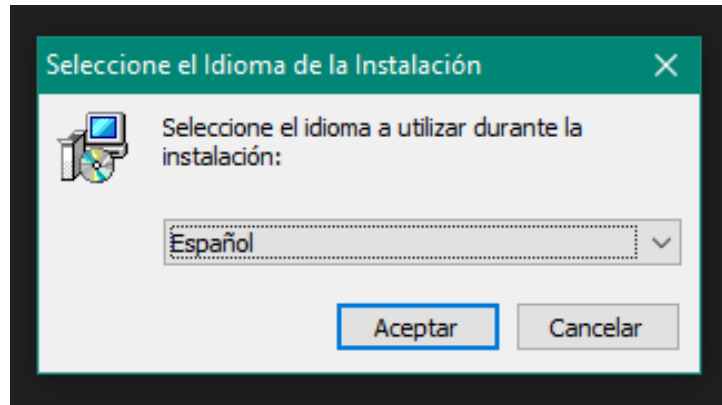 Seleccione el Idioma de la Instalación
Seleccione el idioma a utilizar durante la
instalación:
Español
Aceptar
Cancelar